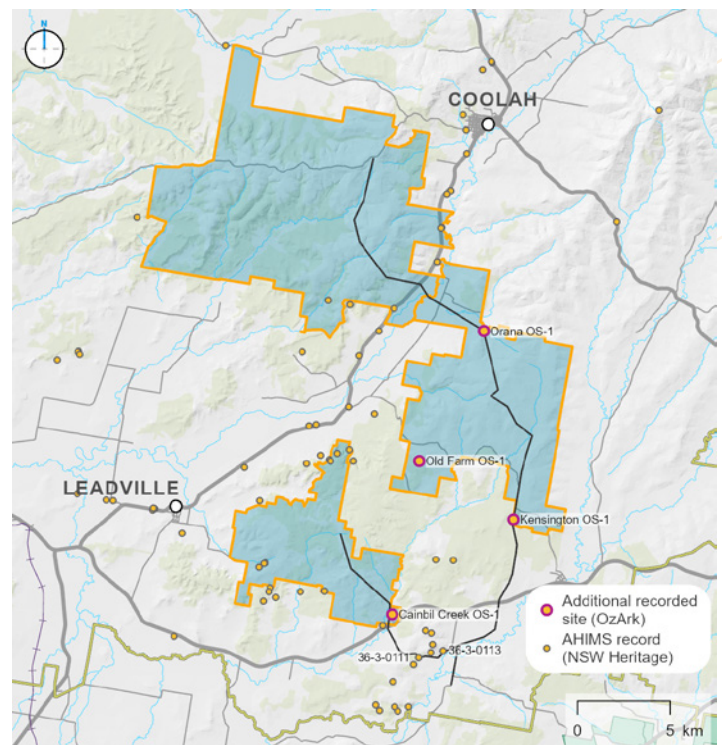 N
COOLAH
Orana OS-1
Old Farm OS-1
LEADVILLE
Kensington OS-1
Cainbil Creek OS-1
36-3-0111
36-3-0113
Additional recorded
site (OzArk)
AHIMS record
(NSW Heritage)
0 5 km